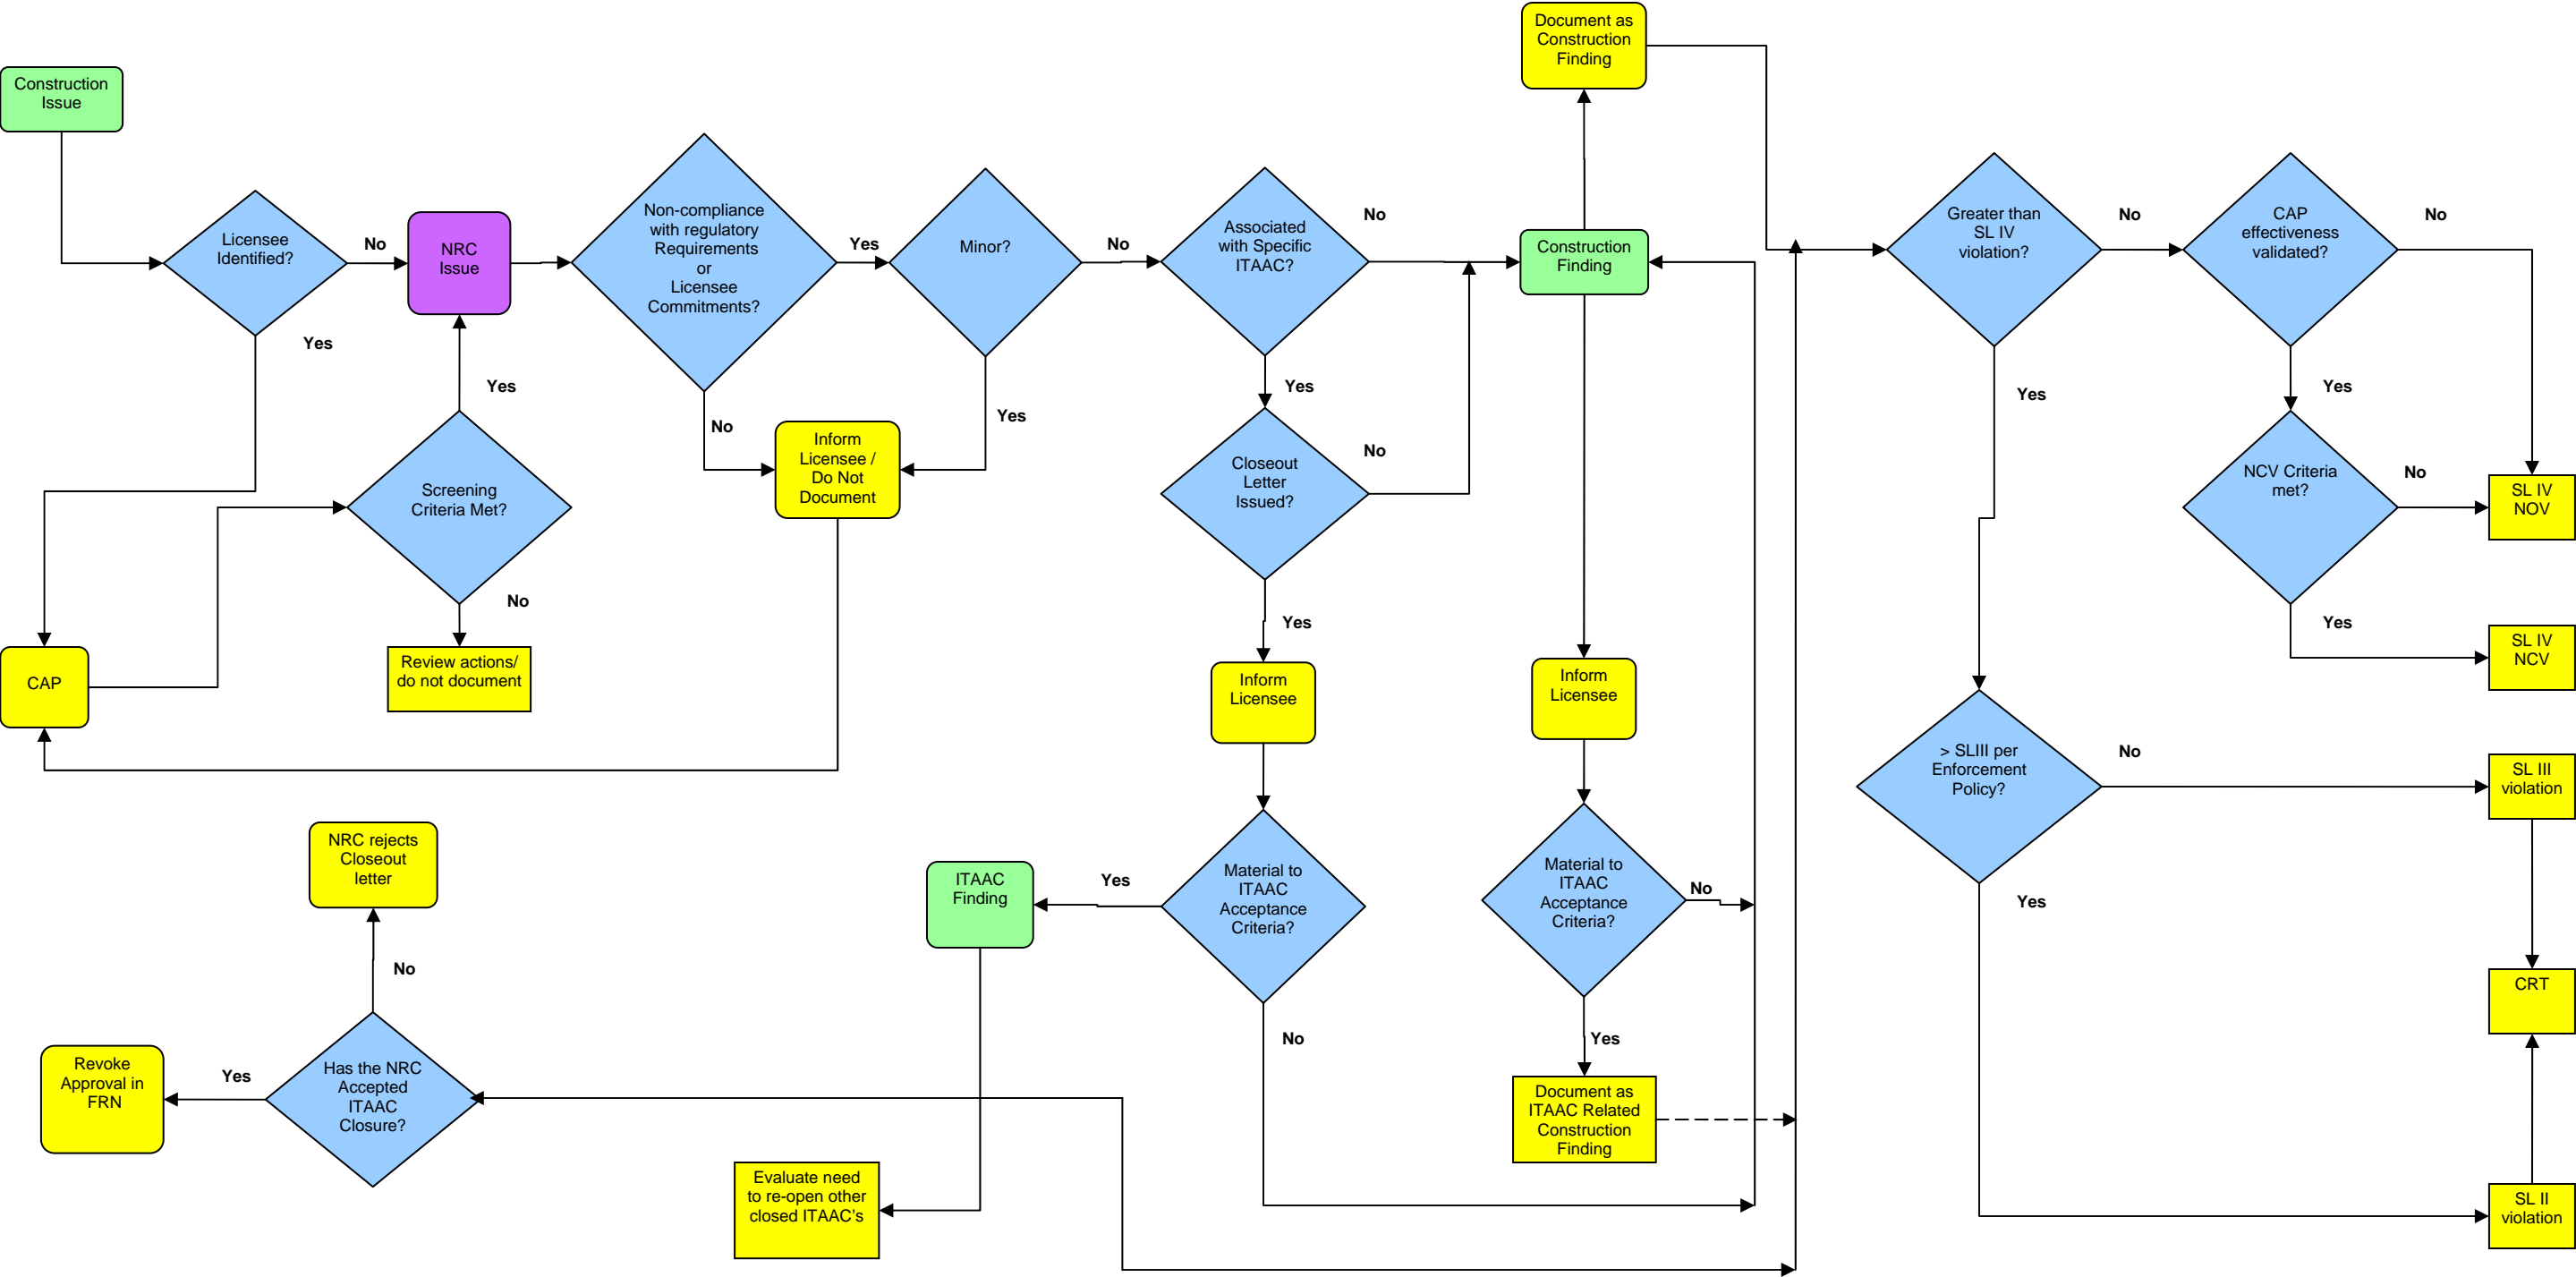 Document as
Construction
Finding
Construction
Issue
Licensee
Identified?
No
Yes
NRC
Issue
Non-compliance
with regulatory
Requirements
or
Licensee
Commitments?
Yes
No
Minor?
No
Yes
Associated
with Specific
ITAAC?
No
Yes
Construction
Finding
Greater than
SL IV
violation?
No
Yes
CAP
effectiveness
validated?
No
Yes
Yes
Screening
Criteria Met?
No
Inform
Licensee /
Do Not
Document
Closeout
Letter
Issued?
No
Yes
NCV Criteria
met?
No
Yes
SL IV
NOV
SL IV
NCV
CAP
Review actions/
do not document
Inform
Licensee
Inform
Licensee
> SLIII per
Enforcement
Policy?
No
Yes
SL III
violation
NRC rejects
Closeout
letter
ITAAC
Finding
Yes
Material to
ITAAC
Acceptance
Criteria?
No
Material to
ITAAC
Acceptance
Criteria?
No
Yes
CRT
No
Revoke
Approval in
FRN
Yes
Has the NRC
Accepted
ITAAC
Closure?
Document as
ITAAC Related
Construction
Finding
Evaluate need
to re-open other
closed ITAAC's
SL II
violation